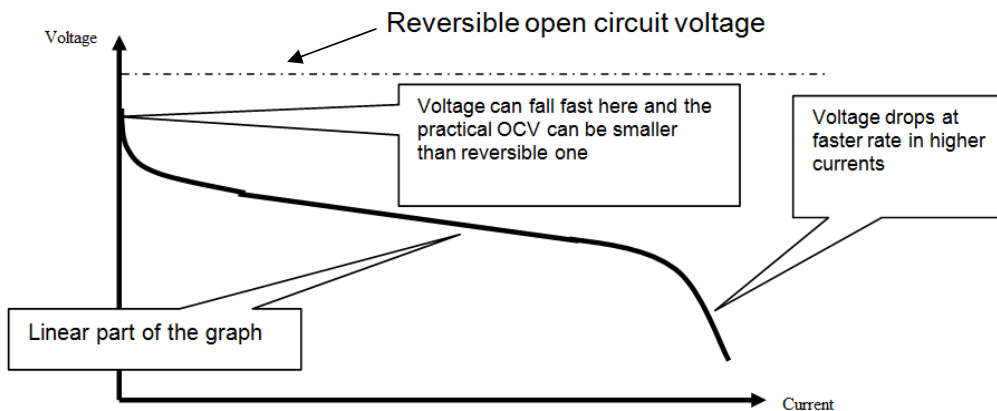 Reversible open circuit voltage
Voltage
Voltage can fall fast here and the
practical OCV can be smaller
than reversible one
Voltage drops at
faster rate in higher
currents
Linear part of the graph
Current